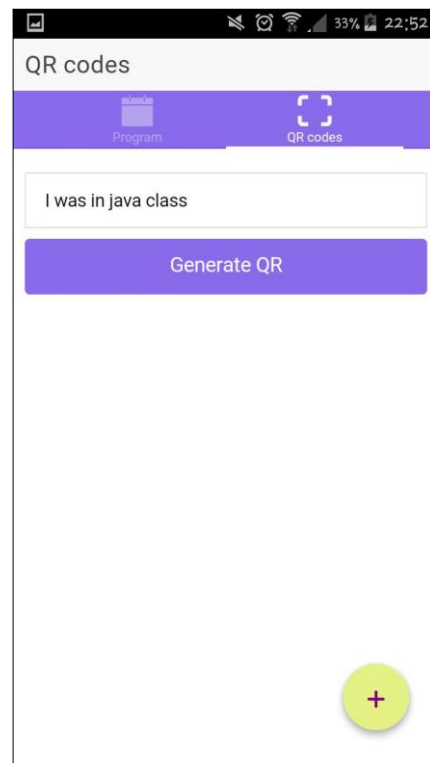 33% 22:52
QR codes
Program
QR codes
I was in java class
Generate QR
+